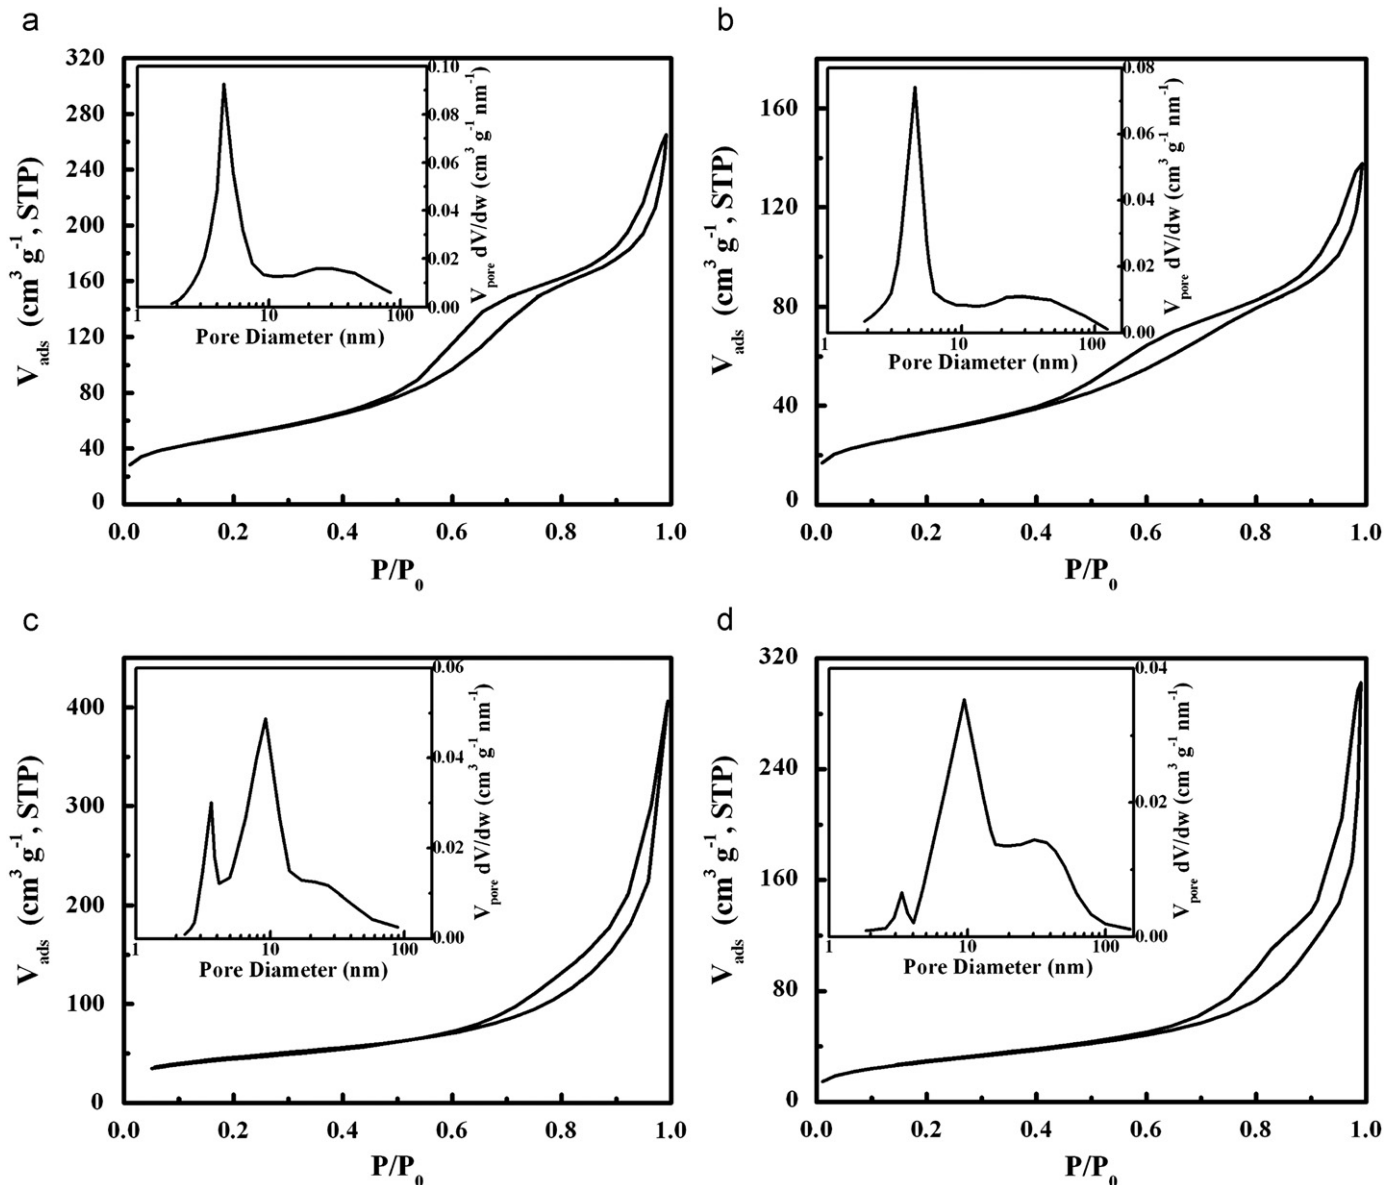 a
320
280
240
200
160
120
80
40
0
V_ads (cm³ g⁻¹, STP)
0.0 0.2 0.4 0.6 0.8 1.0
P/P₀
0.10
0.08
0.06
0.04
0.02
0.00
V_pore dV/dw (cm³ g⁻¹ nm⁻¹)
1 10 100
Pore Diameter (nm)
b
160
120
80
40
0
V_ads (cm³ g⁻¹, STP)
0.0 0.2 0.4 0.6 0.8 1.0
P/P₀
0.08
0.06
0.04
0.02
0.00
V_pore dV/dw (cm³ g⁻¹ nm⁻¹)
1 10 100
Pore Diameter (nm)
c
400
300
200
100
0
V_ads (cm³ g⁻¹, STP)
0.0 0.2 0.4 0.6 0.8 1.0
P/P₀
0.06
0.04
0.02
0.00
V_pore dV/dw (cm³ g⁻¹ nm⁻¹)
1 10 100
Pore Diameter (nm)
d
320
240
160
80
0
V_ads (cm³ g⁻¹, STP)
0.0 0.2 0.4 0.6 0.8 1.0
P/P₀
0.04
0.02
0.00
V_pore dV/dw (cm³ g⁻¹ nm⁻¹)
1 10 100
Pore Diameter (nm)